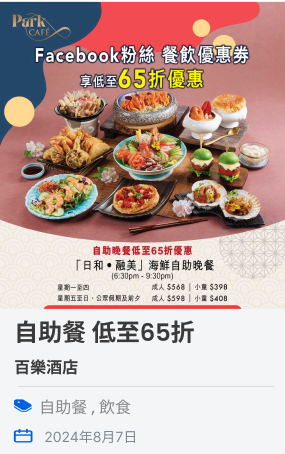 Park
CAFÉ
Facebook粉絲 餐飲優惠券
享低至65折優惠
自助晚餐低至65折優惠
「日和•融美」海鮮自助晚餐
(6:30pm - 9:30pm)
星期一至四 成人 $568 | 小童 $398
星期五至日、公眾假期及前夕 成人 $598 | 小童 $408
自助餐 低至65折
百樂酒店
自助餐 , 飲食
2024年8月7日